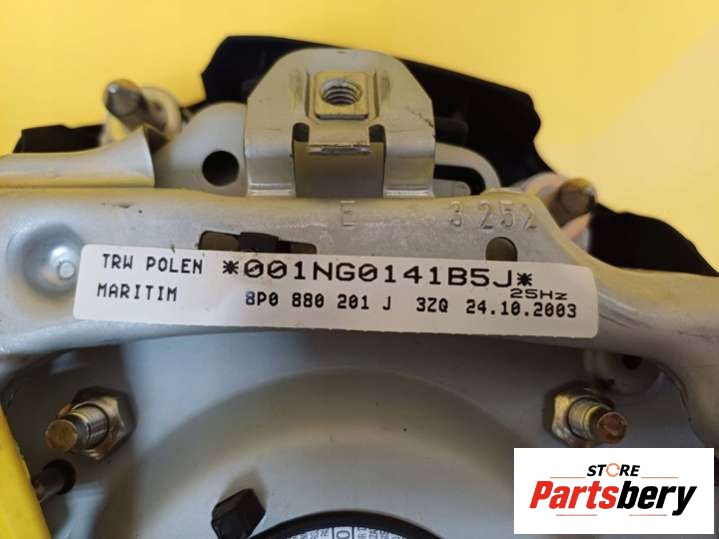 E 3252
TRW POLEN *001NG0141B5J*
25Hz
MARITIM 8P0 880 201 J 3ZQ 24.10.2003
STORE
Partsbery